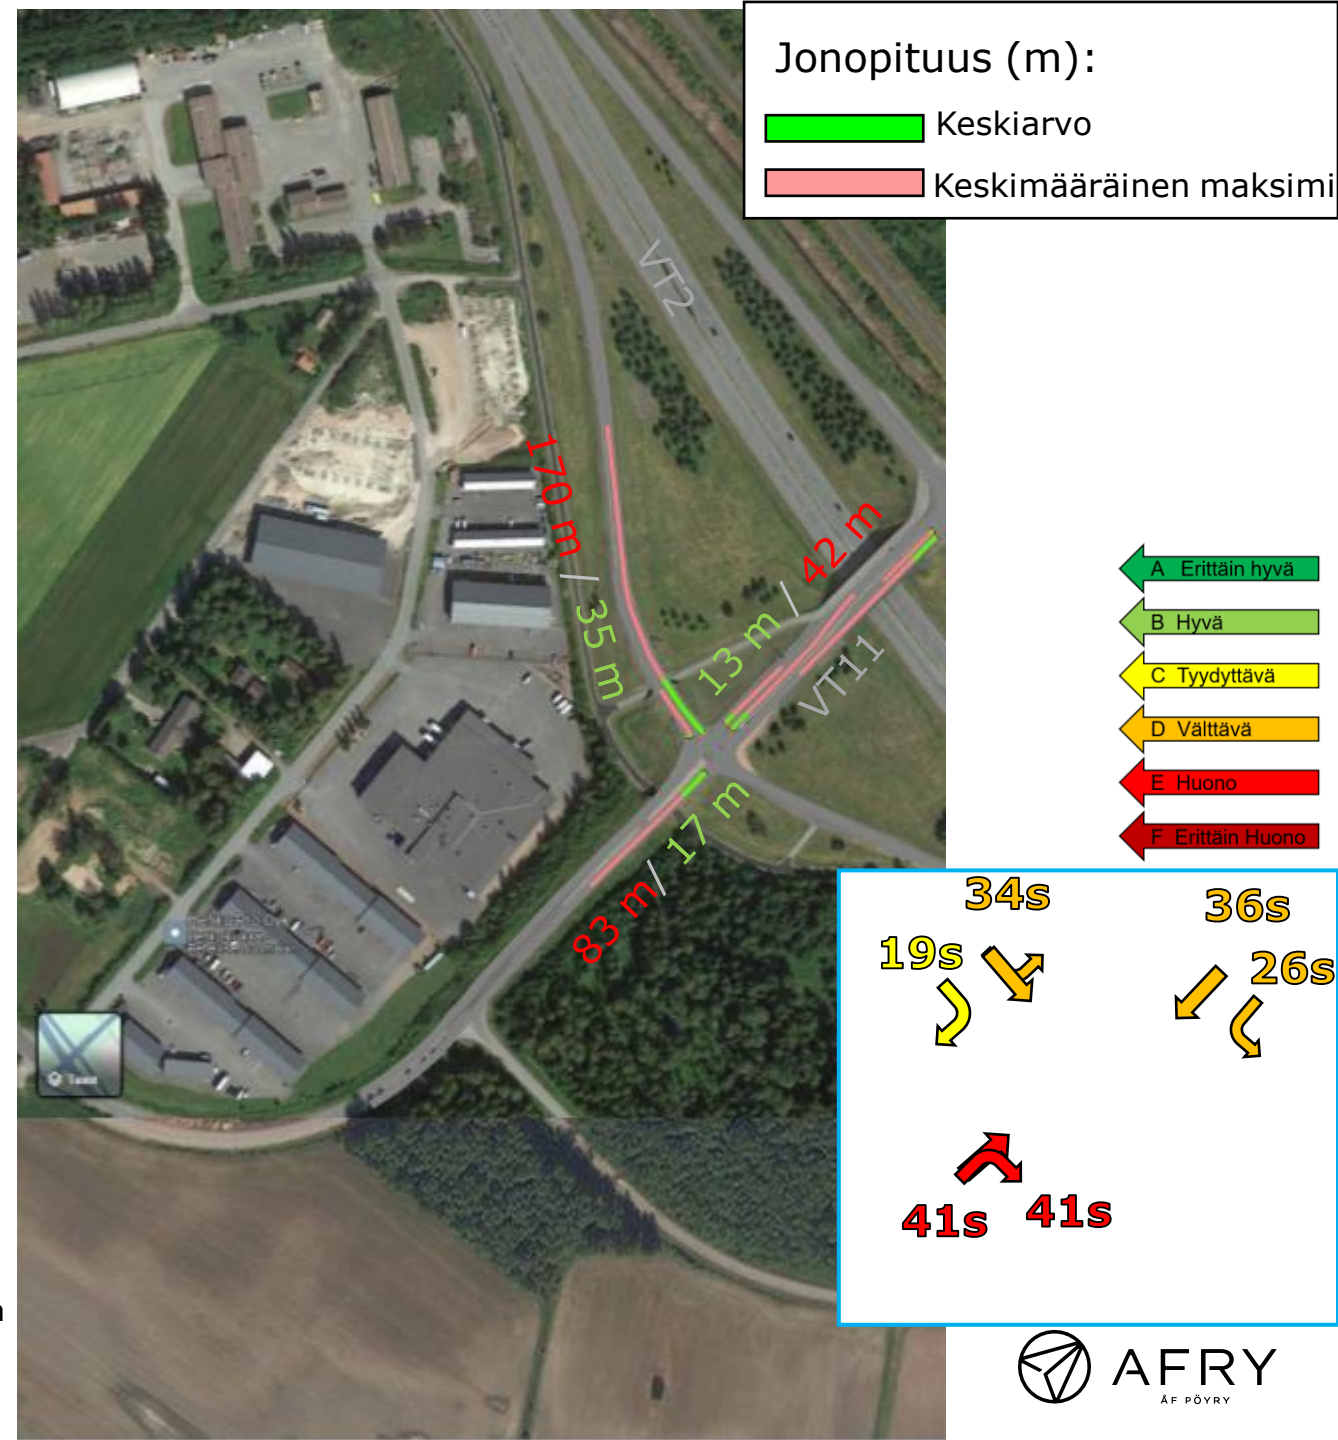 Jonopituus (m):
Keskiarvo
Keskimääräinen maksimi
VT2
170 m / 35 m
13 m / 42 m
VT11
83 m / 17 m
A Erittäin hyvä
B Hyvä
C Tyydyttävä
D Välttävä
E Huono
F Erittäin Huono
34s
36s
19s
26s
41s
41s
AFRY
ÅF PÖYRY